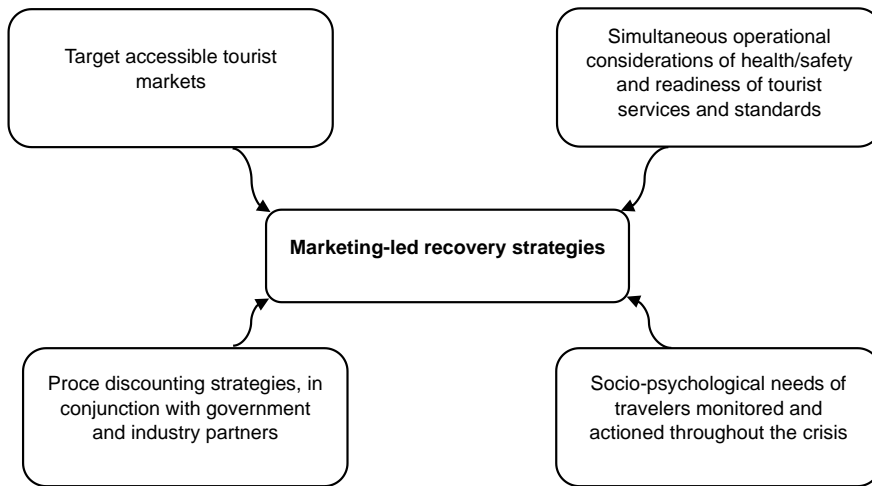 Target accessible tourist
markets
Simultaneous operational
considerations of health/safety
and readiness of tourist
services and standards
Marketing-led recovery strategies
Proce discounting strategies, in
conjunction with government
and industry partners
Socio-psychological needs of
travelers monitored and
actioned throughout the crisis